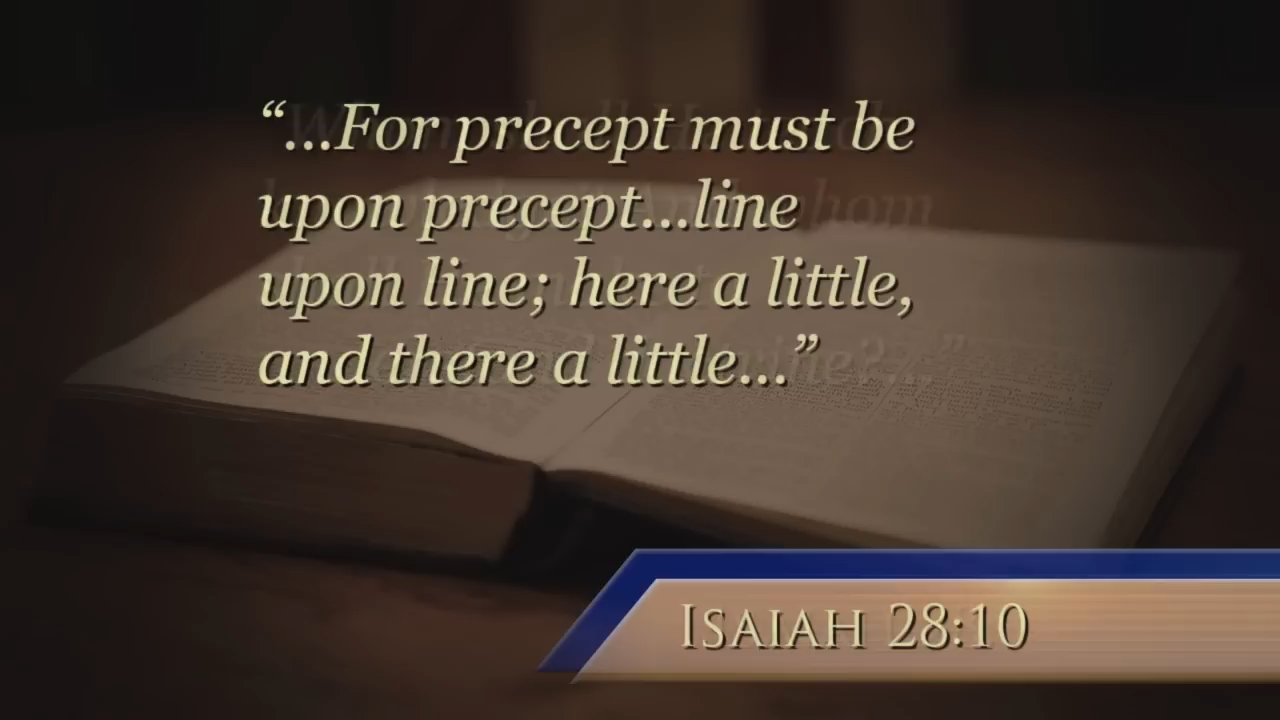 “...For precept must be
upon precept...line
upon line; here a little,
and there a little...”
ISAIAH 28:10